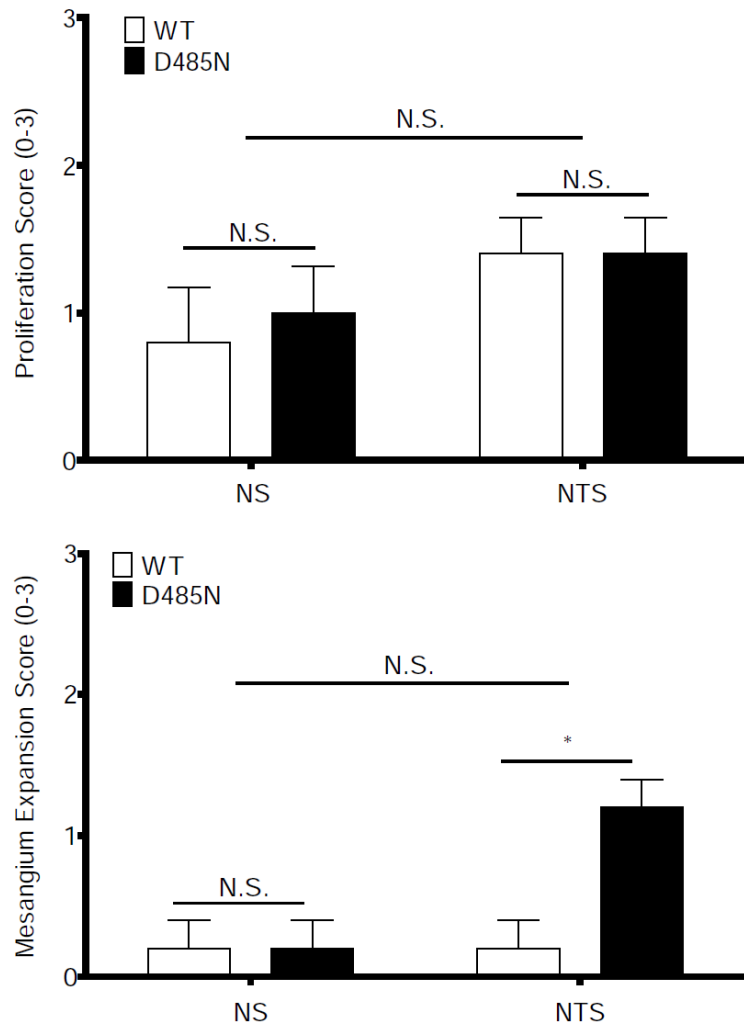 3
WT
D485N
N.S.
2
N.S.
N.S.
1
0
NS NTS
Proliferation Score (0-3)
3
WT
D485N
N.S.
2
*
1
N.S.
0
NS NTS
Mesangium Expansion Score (0-3)